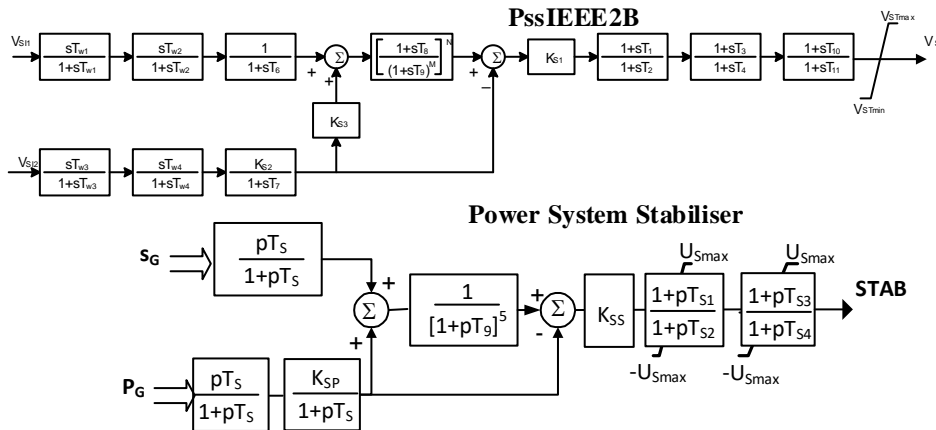 PssIEEE2B
VSTmax
VSI1
sTw1
1+sTw1
sTw2
1+sTw2
1
1+sT6
+
Σ
+
1+sT8
(1+sT9)M
N
+
Σ
−
KS1
1+sT1
1+sT2
1+sT3
1+sT4
1+sT10
1+sT11
Vs
VSTmin
KS3
VSI2
sTw3
1+sTw3
sTw4
1+sTw4
KS2
1+sT7
Power System Stabiliser
sG
pTS
1+pTS
+
Σ
+
1
[1+pT9]5
+
Σ
-
KSS
USmax
1+pTS1
1+pTS2
-USmax
USmax
1+pTS3
1+pTS4
-USmax
STAB
PG
pTS
1+pTS
KSP
1+pTS